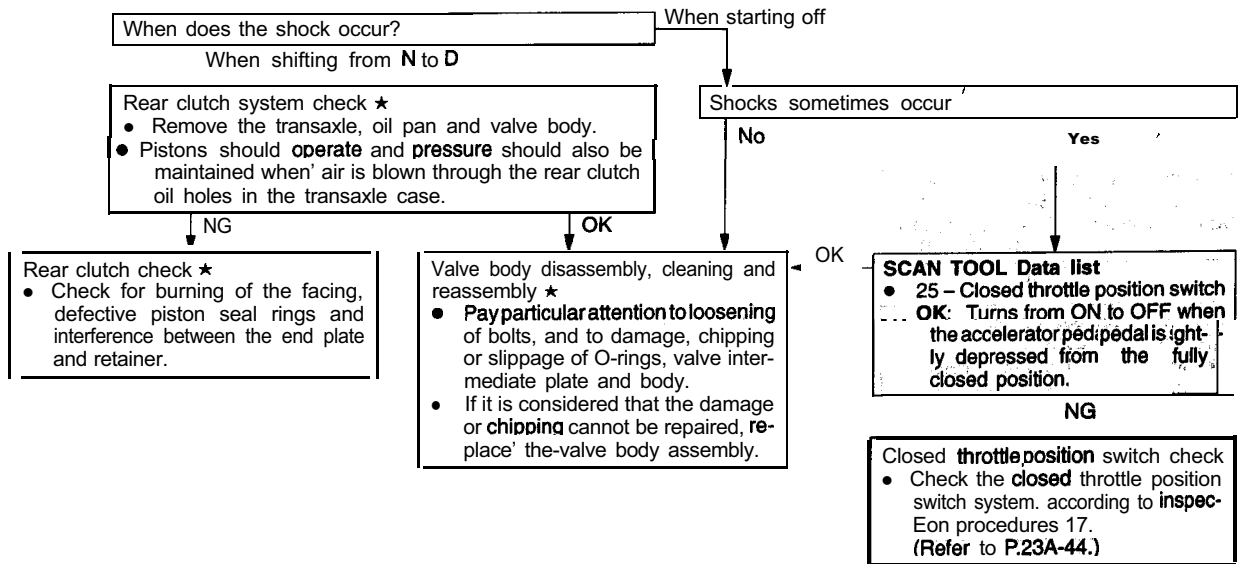 When does the shock occur?
When starting off
When shifting from N to D
Rear clutch system check ★
• Remove the transaxle, oil pan and valve body.
• Pistons should operate and pressure should also be
maintained when' air is blown through the rear clutch
oil holes in the transaxle case.
Shocks sometimes occur
No
Yes
NG
OK
Rear clutch check ★
• Check for burning of the facing,
defective piston seal rings and
interference between the end plate
and retainer.
Valve body disassembly, cleaning and
reassembly ★
• Pay particular attention to loosening
of bolts, and to damage, chipping
or slippage of O-rings, valve inter-
mediate plate and body.
• If it is considered that the damage
or chipping cannot be repaired, re-
place' the-valve body assembly.
OK
SCAN TOOL Data list
• 25 – Closed throttle position switch
OK: Turns from ON to OFF when
the accelerator
ly depressed from the fully
closed position.
NG
Closed throttle position switch check
• Check the closed throttle position
switch system. according to inspec-
Eon procedures 17.
(Refer to P.23A-44.)